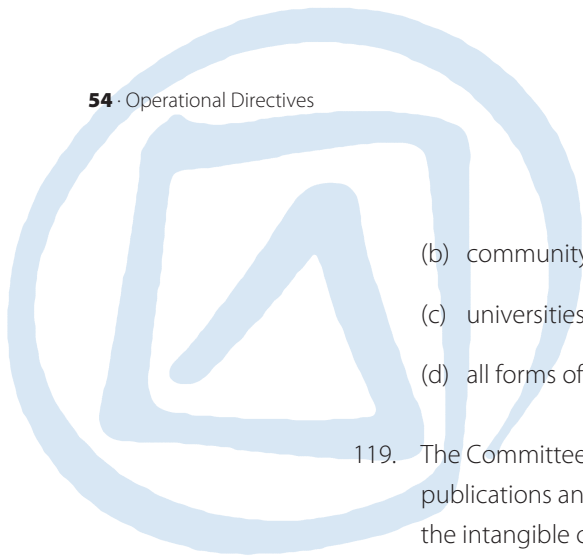 54 · Operational Directives
(b) community
(c) universities
(d) all forms of
119. The Committee
publications an
the intangible c